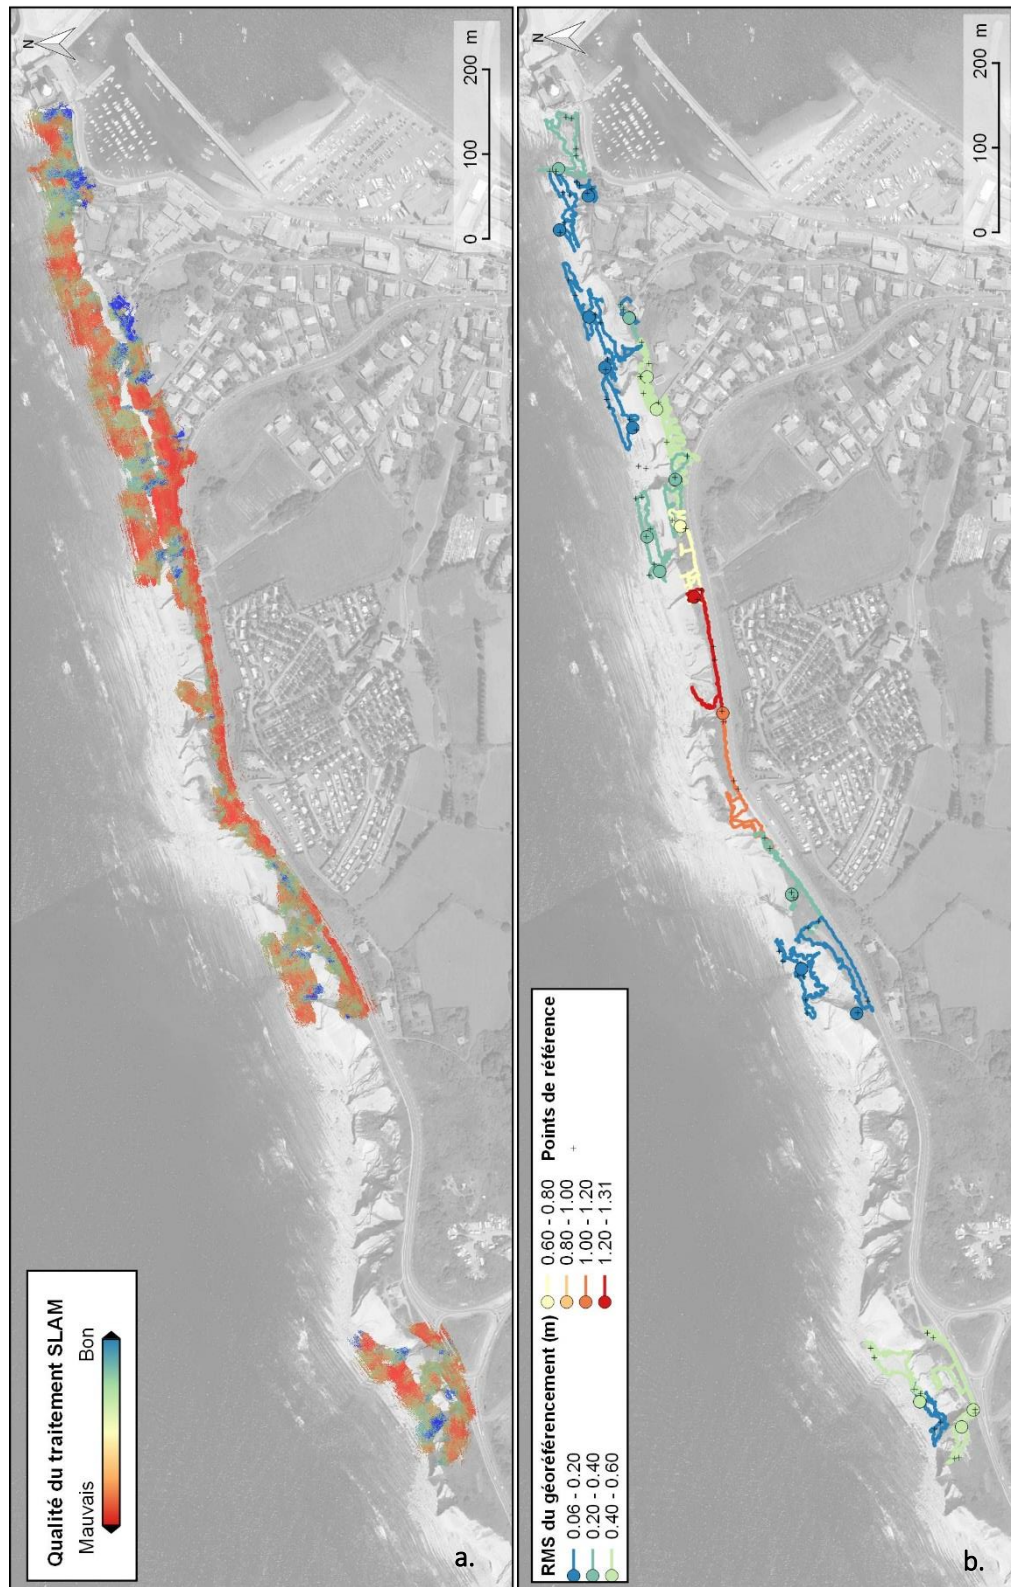 Qualité du traitement SLAM
Mauvais Bon
N
0 100 200 m
a.
RMS du géoréférencement (m)
0.06 - 0.20
0.20 - 0.40
0.40 - 0.60
0.60 - 0.80
0.80 - 1.00
1.00 - 1.20
1.20 - 1.31
Points de référence
N
0 100 200 m
b.